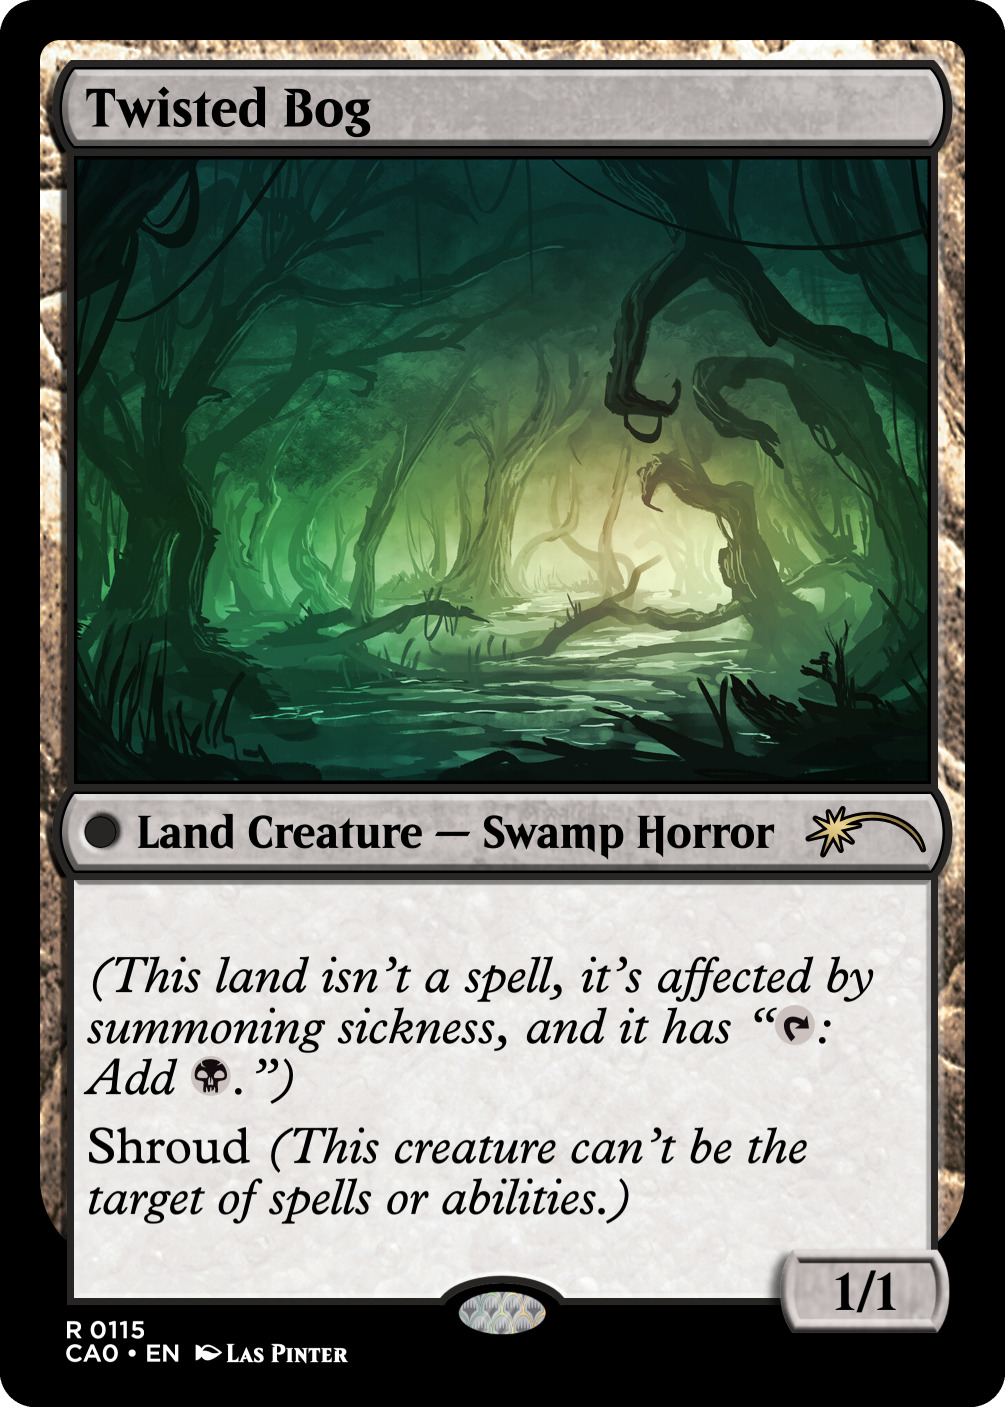 Twisted Bog
Land Creature — Swamp Horror
(This land isn't a spell, it's affected by
summoning sickness, and it has “: 
Add .”)
Shroud (This creature can't be the
target of spells or abilities.)
1/1
R 0115
CAO • EN LAS PINTER